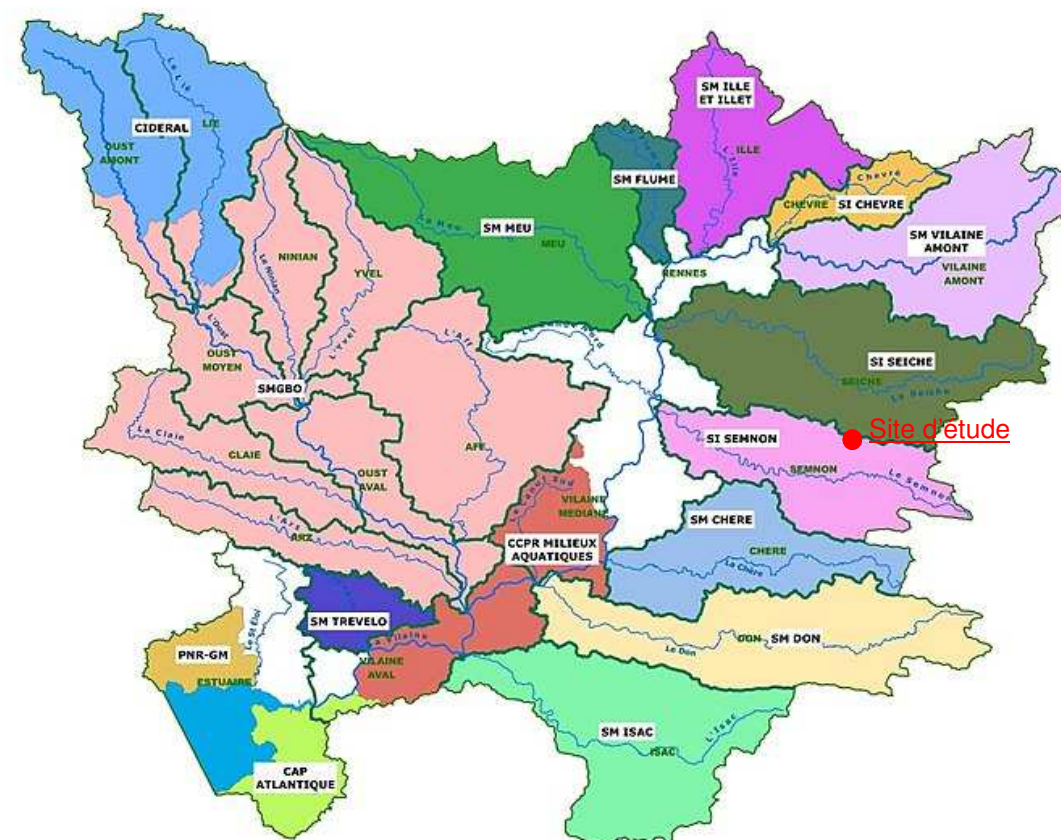 SM ILLE
ET ILLET
Le Lié
CIDERAL
LIE
OUST
AMONT
L'Ille
ILLE
SM FLUME
Chevré
CHEVRE
SI CHEVRE
SM VILAINE
AMONT
VILAINE
AMONT
Le Meu
SM MEU
MEU
RENNES
NINIAN
YVEL
Le Ninian
L'Yvel
L'Oust
OUST
MOYEN
L'Aff
SMGBO
SI SEICHE
SEICHE
La Seiche
Site d'étude
SI SEMNON
SEMNON
Le Semnon
La Claie
CLAIE
OUST
AVAL
AFF
VILAINE
MEDIANE
CCPR MILIEUX
AQUATIQUES
SM CHERE
CHERE
La Chère
L'Arz
ARZ
SM TREVELO
Le St Eloi
PNR-GM
ESTUAIRE
La Vilaine
VILAINE
AVAL
Le Don
DON
SM DON
SM ISAC
ISAC
L'Isac
CAP
ATLANTIQUE